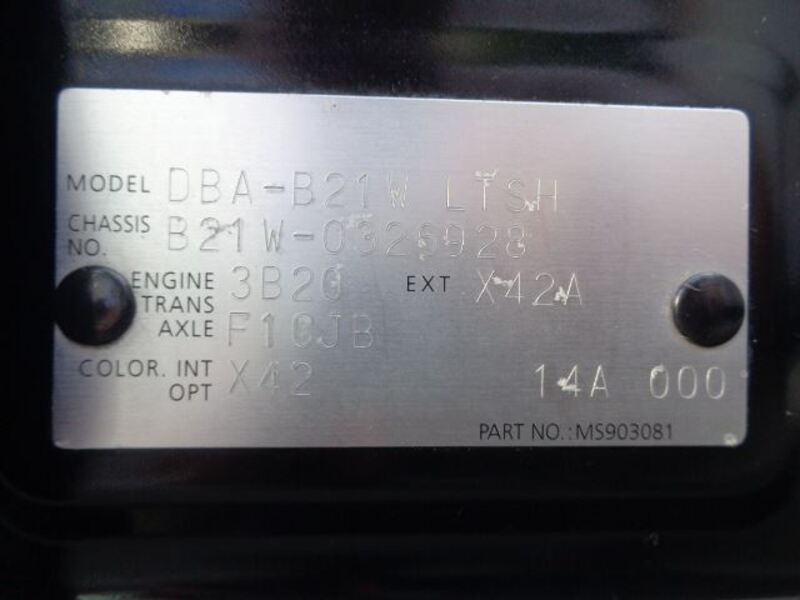 MODEL DBA-B21W LTSH
CHASSIS NO. B21W-0326928
ENGINE 3B20 EXT X42A
TRANS AXLE F1CJB
COLOR. INT OPT X42 14A 000
PART NO.:MS903081